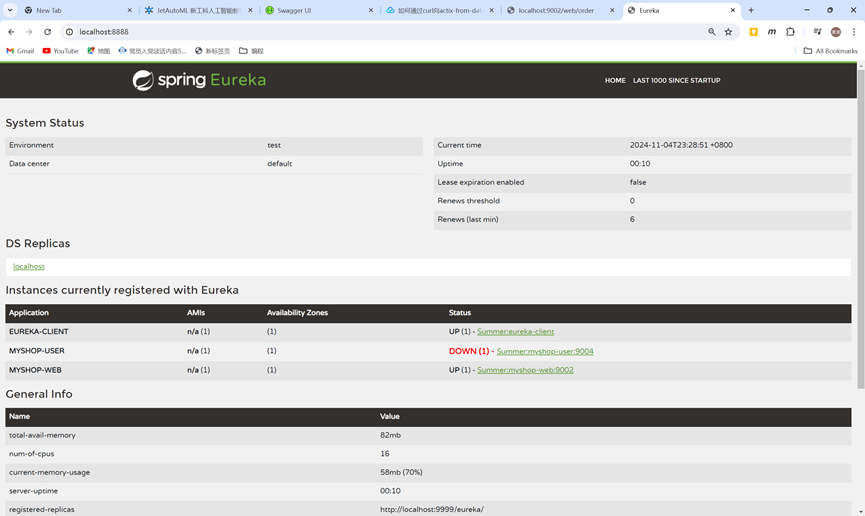 New Tab
JetAutoML 新工科人工智能教
Swagger UI
如何通过curl向actix-from-dat
localhost:9002/web/order
Eureka
localhost:8888
Gmail
YouTube
地图
党员入党谈话内容5...
新标签页
编程
All Bookmarks
spring Eureka
HOME LAST 1000 SINCE STARTUP
System Status
Environment test
Data center default
Current time 2024-11-04T23:28:51 +0800
Uptime 00:10
Lease expiration enabled false
Renews threshold 0
Renews (last min) 6
DS Replicas
localhost
Instances currently registered with Eureka
Application AMIs Availability Zones Status
EUREKA-CLIENT n/a (1) (1) UP (1) - Summer:eureka-client
MYSHOP-USER n/a (1) (1) DOWN (1) - Summer:myshop-user:9004
MYSHOP-WEB n/a (1) (1) UP (1) - Summer:myshop-web:9002
General Info
Name Value
total-avail-memory 82mb
num-of-cpus 16
current-memory-usage 58mb (70%)
server-uptime 00:10
registered-replicas http://localhost:9999/eureka/